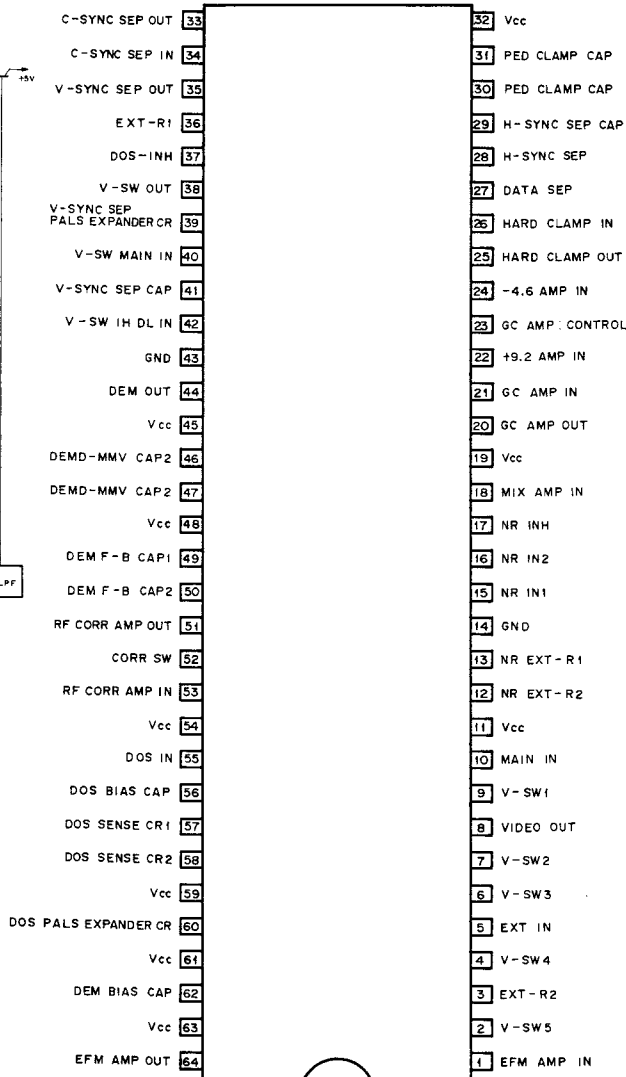 C-SYNC SEP OUT 33
C-SYNC SEP IN 34
+5V
V-SYNC SEP OUT 35
EXT-R1 36
DOS-INH 37
V-SW OUT 38
V-SYNC SEP
PALS EXPANDER CR 39
V-SW MAIN IN 40
V-SYNC SEP CAP 41
V-SW 1H DL IN 42
GND 43
DEM OUT 44
Vcc 45
DEMD-MMV CAP2 46
DEMD-MMV CAP2 47
Vcc 48
DEM F-B CAP1 49
LPF
DEM F-B CAP2 50
RF CORR AMP OUT 51
CORR SW 52
RF CORR AMP IN 53
Vcc 54
DOS IN 55
DOS BIAS CAP 56
DOS SENSE CR1 57
DOS SENSE CR2 58
Vcc 59
DOS PALS EXPANDER CR 60
Vcc 61
DEM BIAS CAP 62
Vcc 63
EFM AMP OUT 64
32 Vcc
31 PED CLAMP CAP
30 PED CLAMP CAP
29 H-SYNC SEP CAP
28 H-SYNC SEP
27 DATA SEP
26 HARD CLAMP IN
25 HARD CLAMP OUT
24 -4.6 AMP IN
23 GC AMP CONTROL
22 +9.2 AMP IN
21 GC AMP IN
20 GC AMP OUT
19 Vcc
18 MIX AMP IN
17 NR INH
16 NR IN2
15 NR IN1
14 GND
13 NR EXT-R1
12 NR EXT-R2
11 Vcc
10 MAIN IN
9 V-SW1
8 VIDEO OUT
7 V-SW2
6 V-SW3
5 EXT IN
4 V-SW4
3 EXT-R2
2 V-SW5
1 EFM AMP IN